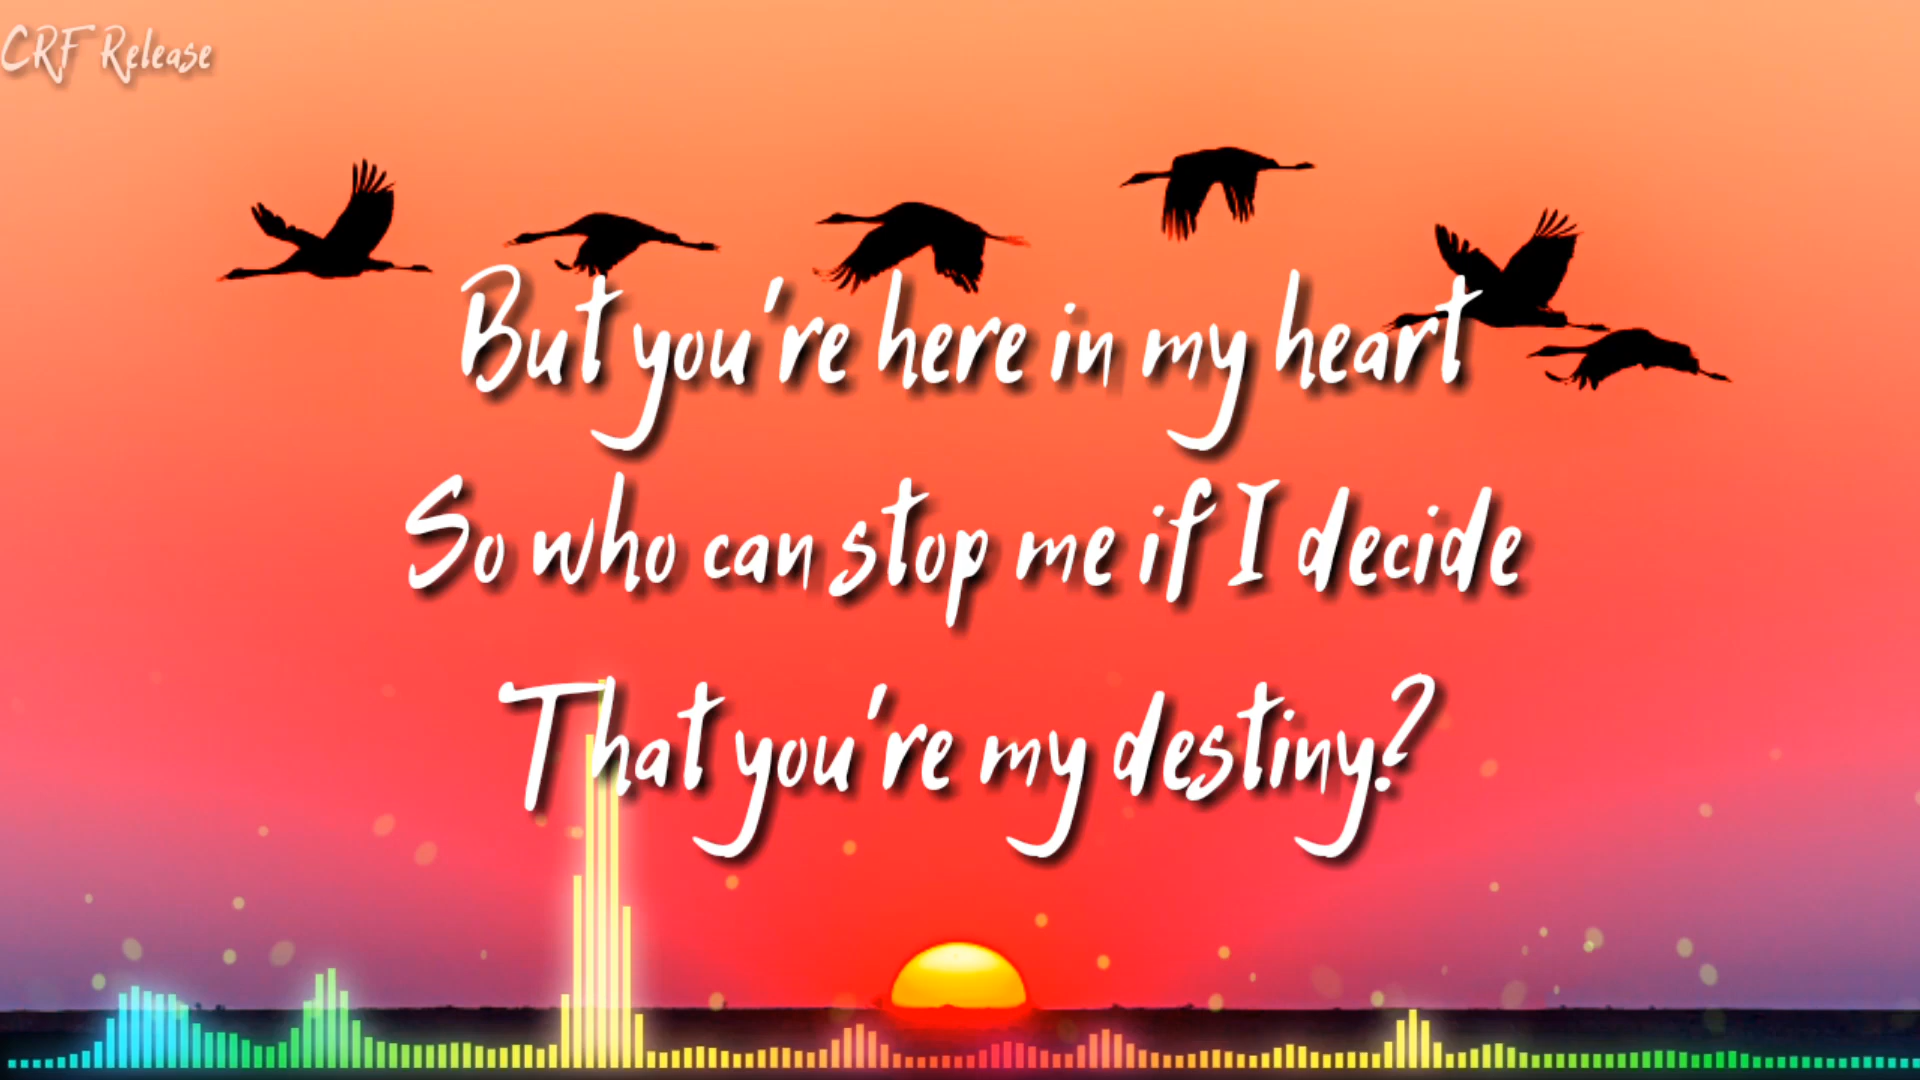 CRF Release
But you're here in my heart
So who can stop me if I decide
That you're my destiny?